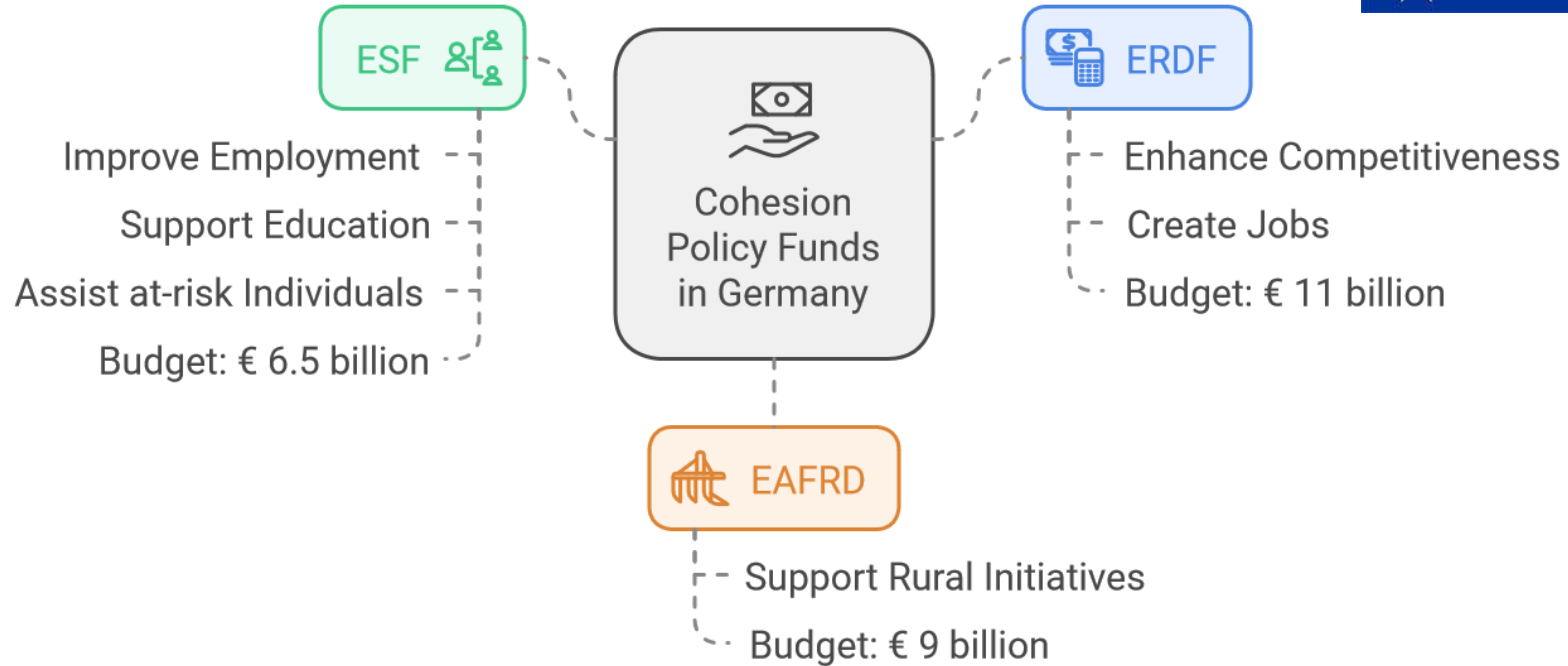 ESF
Improve Employment
Support Education
Assist at-risk Individuals
Budget: € 6.5 billion
Cohesion
Policy Funds
in Germany
ERDF
Enhance Competitiveness
Create Jobs
Budget: € 11 billion
EAFRD
Support Rural Initiatives
Budget: € 9 billion